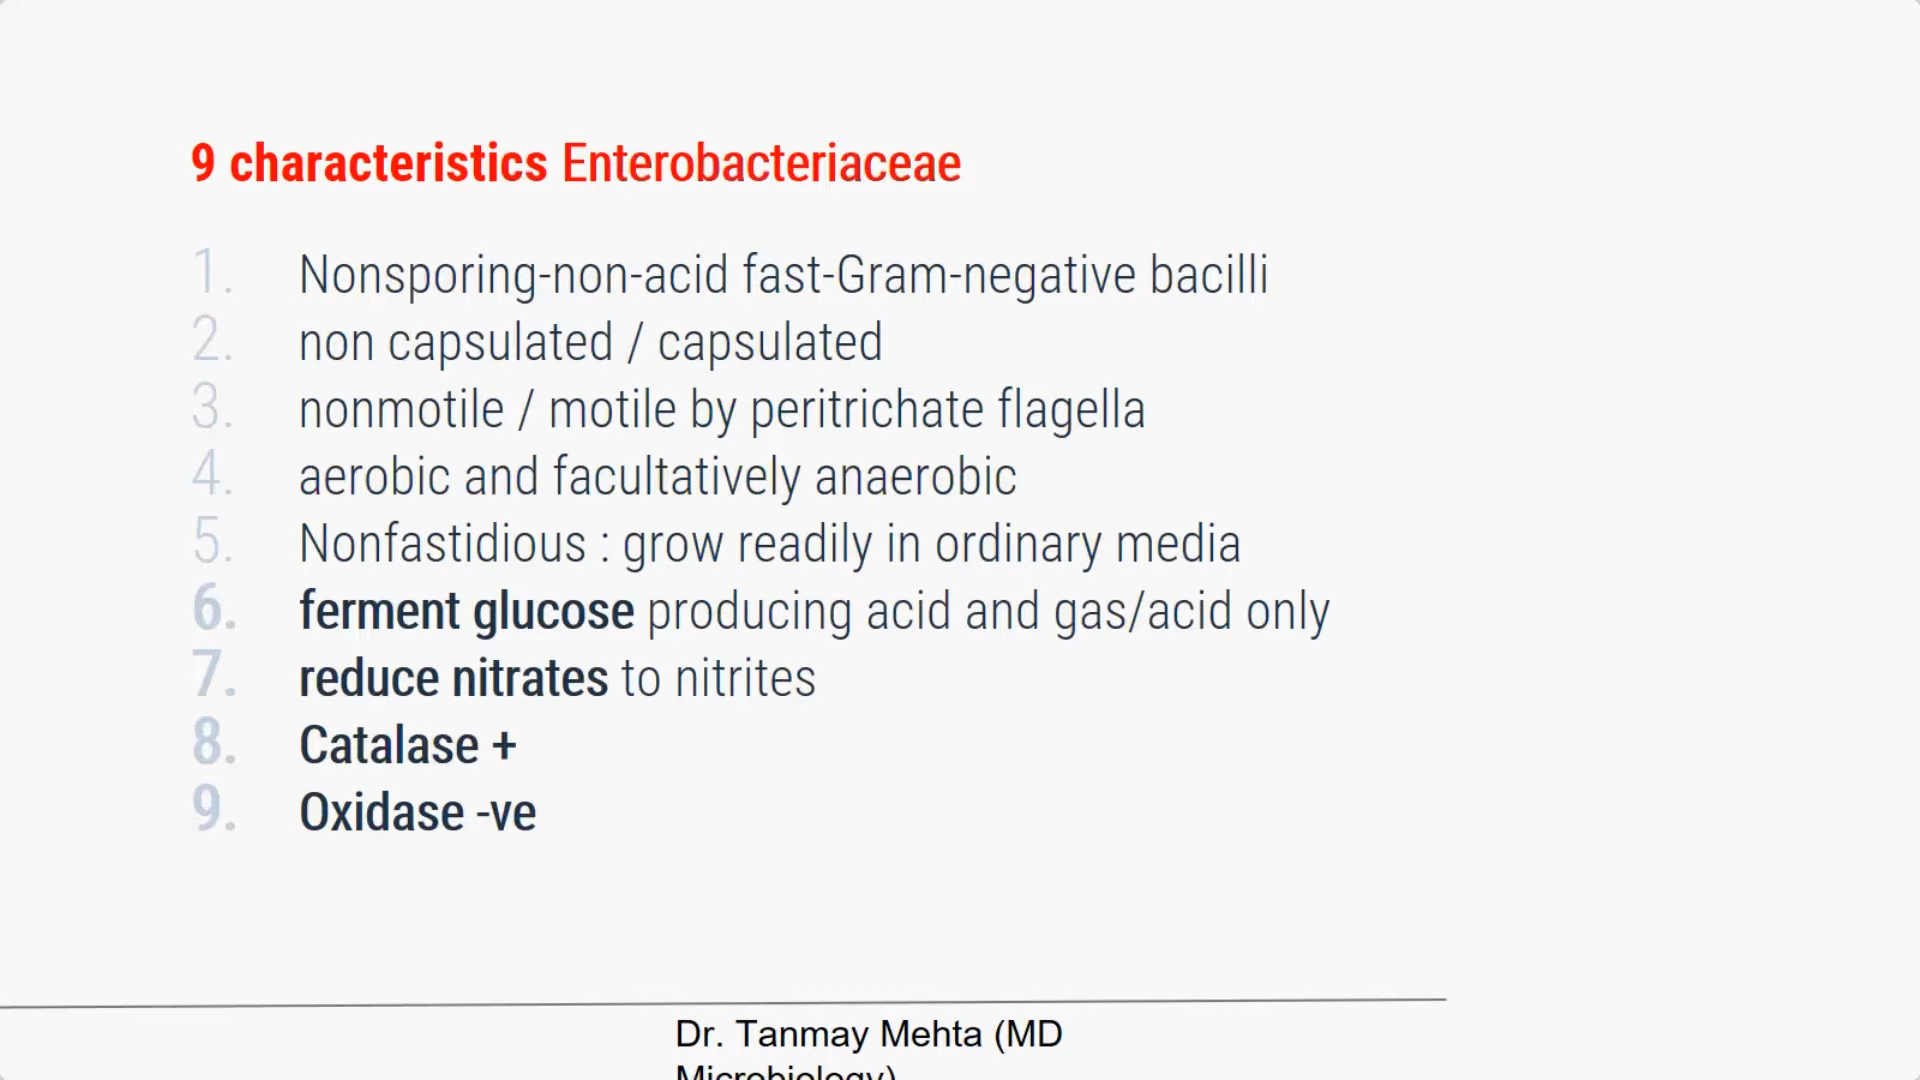 9 characteristics Enterobacteriaceae
1. Nonsporing-non-acid fast-Gram-negative bacilli
2. non capsulated / capsulated
3. nonmotile / motile by peritrichate flagella
4. aerobic and facultatively anaerobic
5. Nonfastidious : grow readily in ordinary media
6. ferment glucose producing acid and gas/acid only
7. reduce nitrates to nitrites
8. Catalase +
9. Oxidase -ve
Dr. Tanmay Mehta (MD
Microbiology)